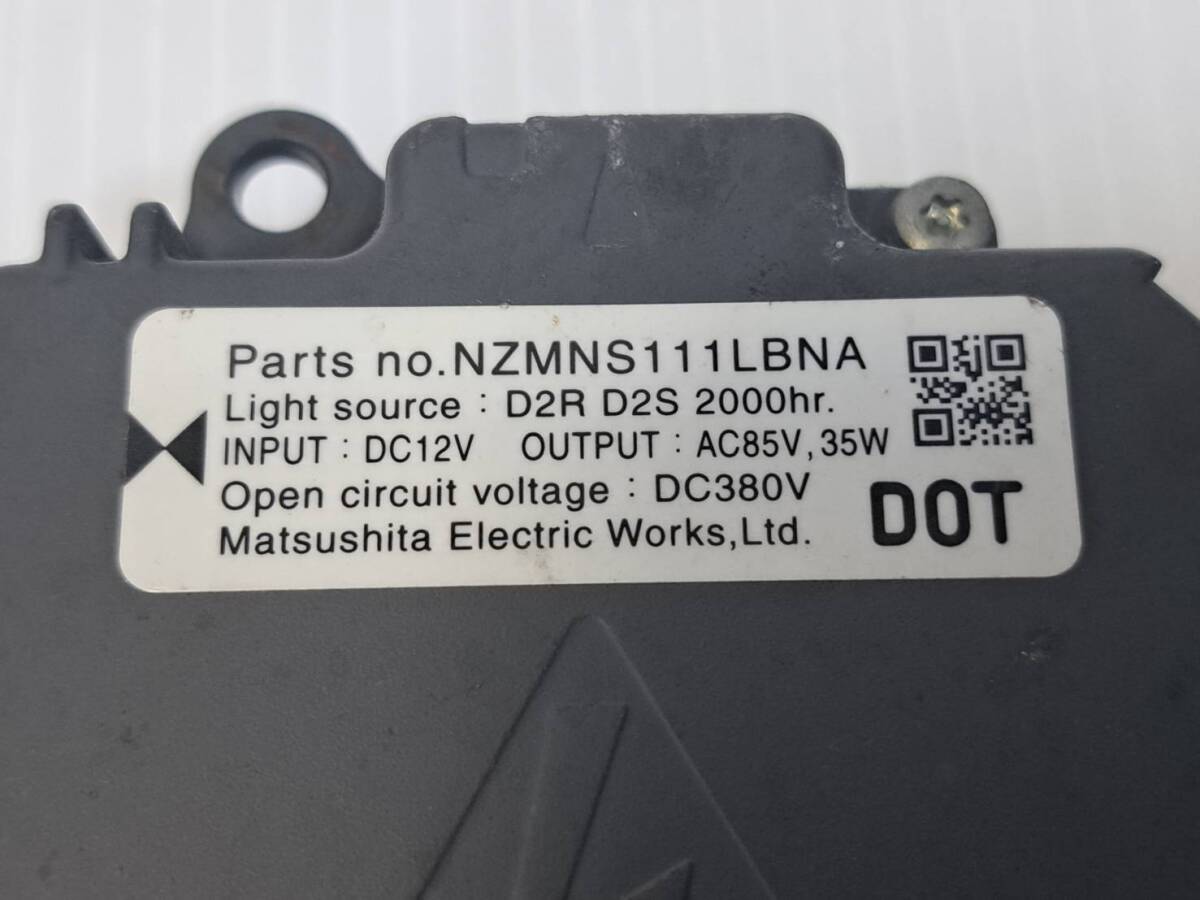 Parts no.NZMNS111LBNA
Light source : D2R D2S 2000hr.
INPUT : DC12V OUTPUT : AC85V,35W
Open circuit voltage : DC380V
Matsushita Electric Works,Ltd.
DOT